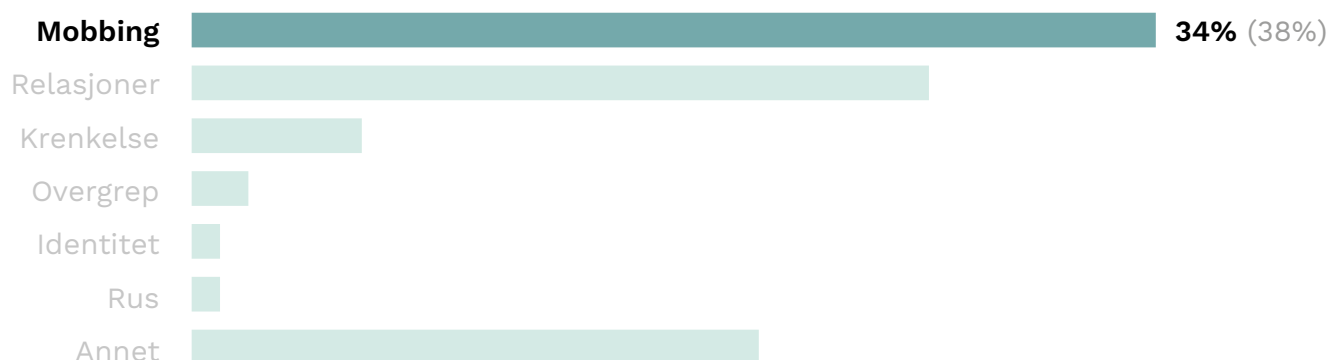 Mobbing 34% (38%)
Relasjoner
Krenkelse
Overgrep
Identitet
Rus
Annet